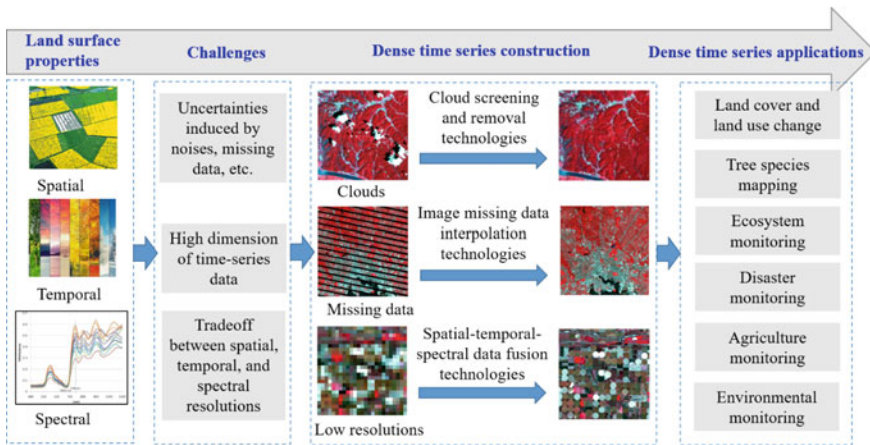 Land surface
properties
Challenges
Dense time series construction
Dense time series applications
Spatial
Temporal
Spectral
Uncertainties
induced by
noises, missing
data, etc.
High dimension
of time-series
data
Tradeoff
between spatial,
temporal, and
spectral
resolutions
Cloud screening
and removal
technologies
Clouds
Image missing data
interpolation
technologies
Missing data
Spatial-temporal-
spectral data fusion
technologies
Low resolutions
Land cover and
land use change
Tree species
mapping
Ecosystem
monitoring
Disaster
monitoring
Agriculture
monitoring
Environmental
monitoring